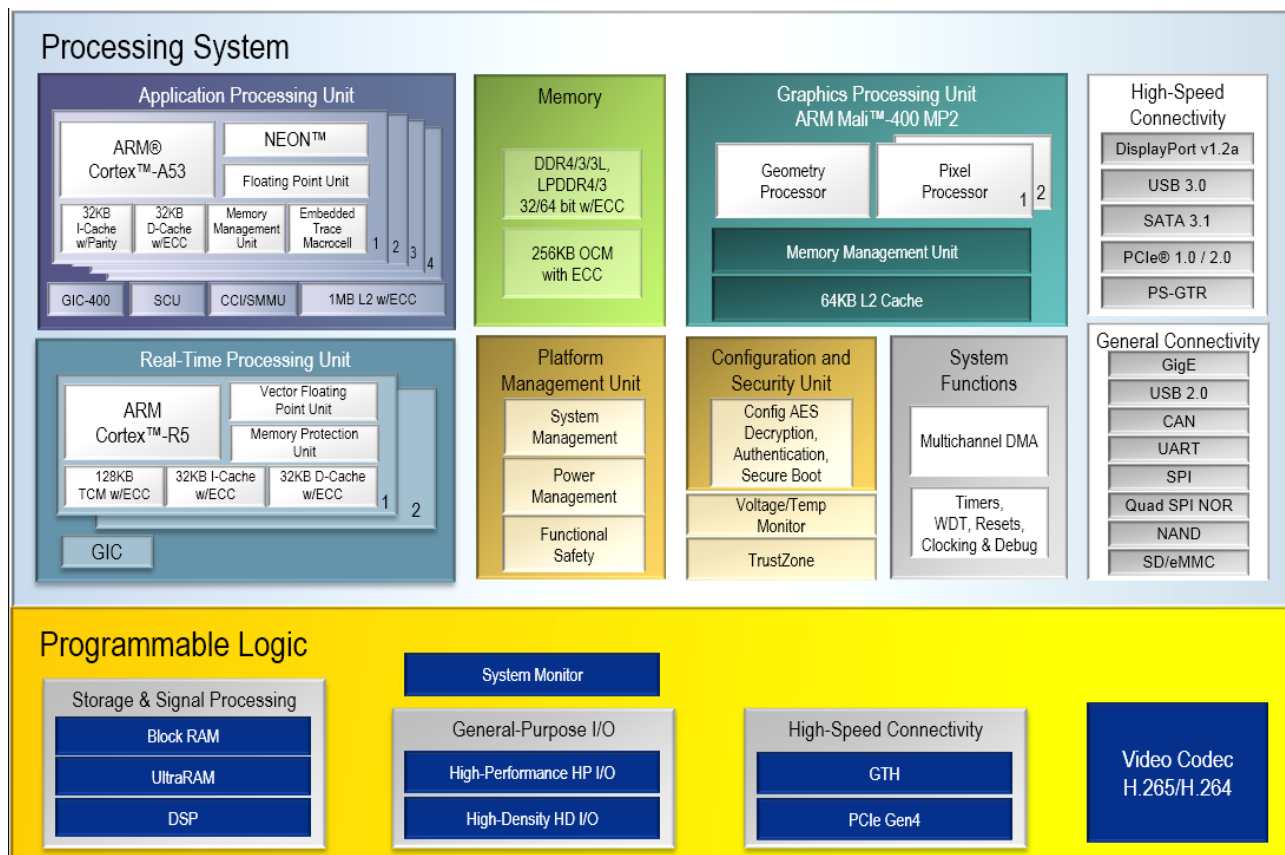 Processing System
Application Processing Unit
ARM®
Cortex™-A53
NEON™
Floating Point Unit
32KB
I-Cache
w/Parity
32KB
D-Cache
w/ECC
Memory
Management
Unit
Embedded
Trace
Macrocell
1
2
3
4
GIC-400
SCU
CCI/SMMU
1MB L2 w/ECC
Memory
DDR4/3/3L,
LPDDR4/3
32/64 bit w/ECC
256KB OCM
with ECC
Graphics Processing Unit
ARM Mali™-400 MP2
Geometry
Processor
Pixel
Processor
1
2
Memory Management Unit
64KB L2 Cache
High-Speed
Connectivity
DisplayPort v1.2a
USB 3.0
SATA 3.1
PCIe® 1.0 / 2.0
PS-GTR
Real-Time Processing Unit
ARM
Cortex™-R5
Vector Floating
Point Unit
Memory Protection
Unit
128KB
TCM w/ECC
32KB I-Cache
w/ECC
32KB D-Cache
w/ECC
1
2
GIC
Platform
Management Unit
System
Management
Power
Management
Functional
Safety
Configuration and
Security Unit
Config AES
Decryption,
Authentication,
Secure Boot
Voltage/Temp
Monitor
TrustZone
System
Functions
Multichannel DMA
Timers,
WDT, Resets,
Clocking & Debug
General Connectivity
GigE
USB 2.0
CAN
UART
SPI
Quad SPI NOR
NAND
SD/eMMC
Programmable Logic
Storage & Signal Processing
Block RAM
UltraRAM
DSP
System Monitor
General-Purpose I/O
High-Performance HP I/O
High-Density HD I/O
High-Speed Connectivity
GTH
PCIe Gen4
Video Codec
H.265/H.264